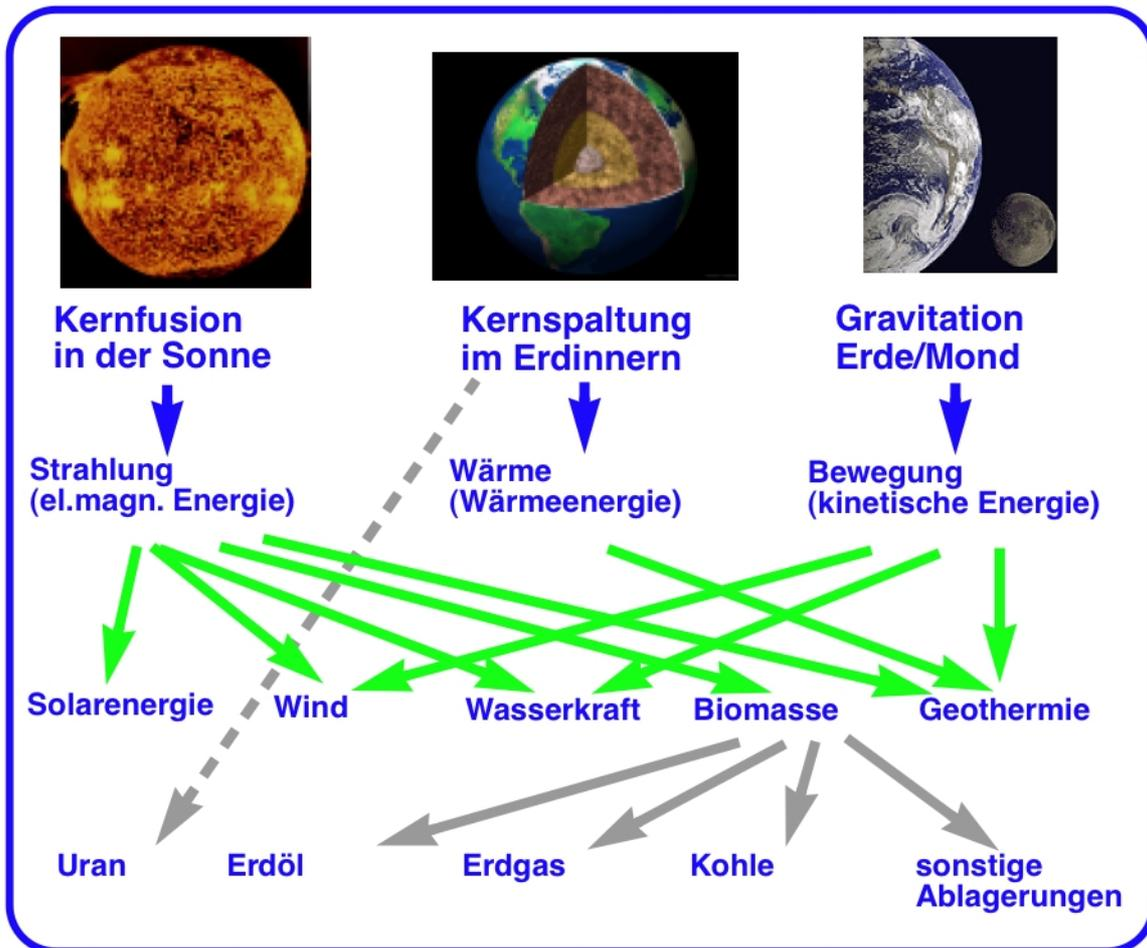 Kernfusion
in der Sonne
Kernspaltung
im Erdinnern
Gravitation
Erde/Mond
Strahlung
(el.magn. Energie)
Wärme
(Wärmeenergie)
Bewegung
(kinetische Energie)
Solarenergie
Wind
Wasserkraft
Biomasse
Geothermie
Uran
Erdöl
Erdgas
Kohle
sonstige
Ablagerungen